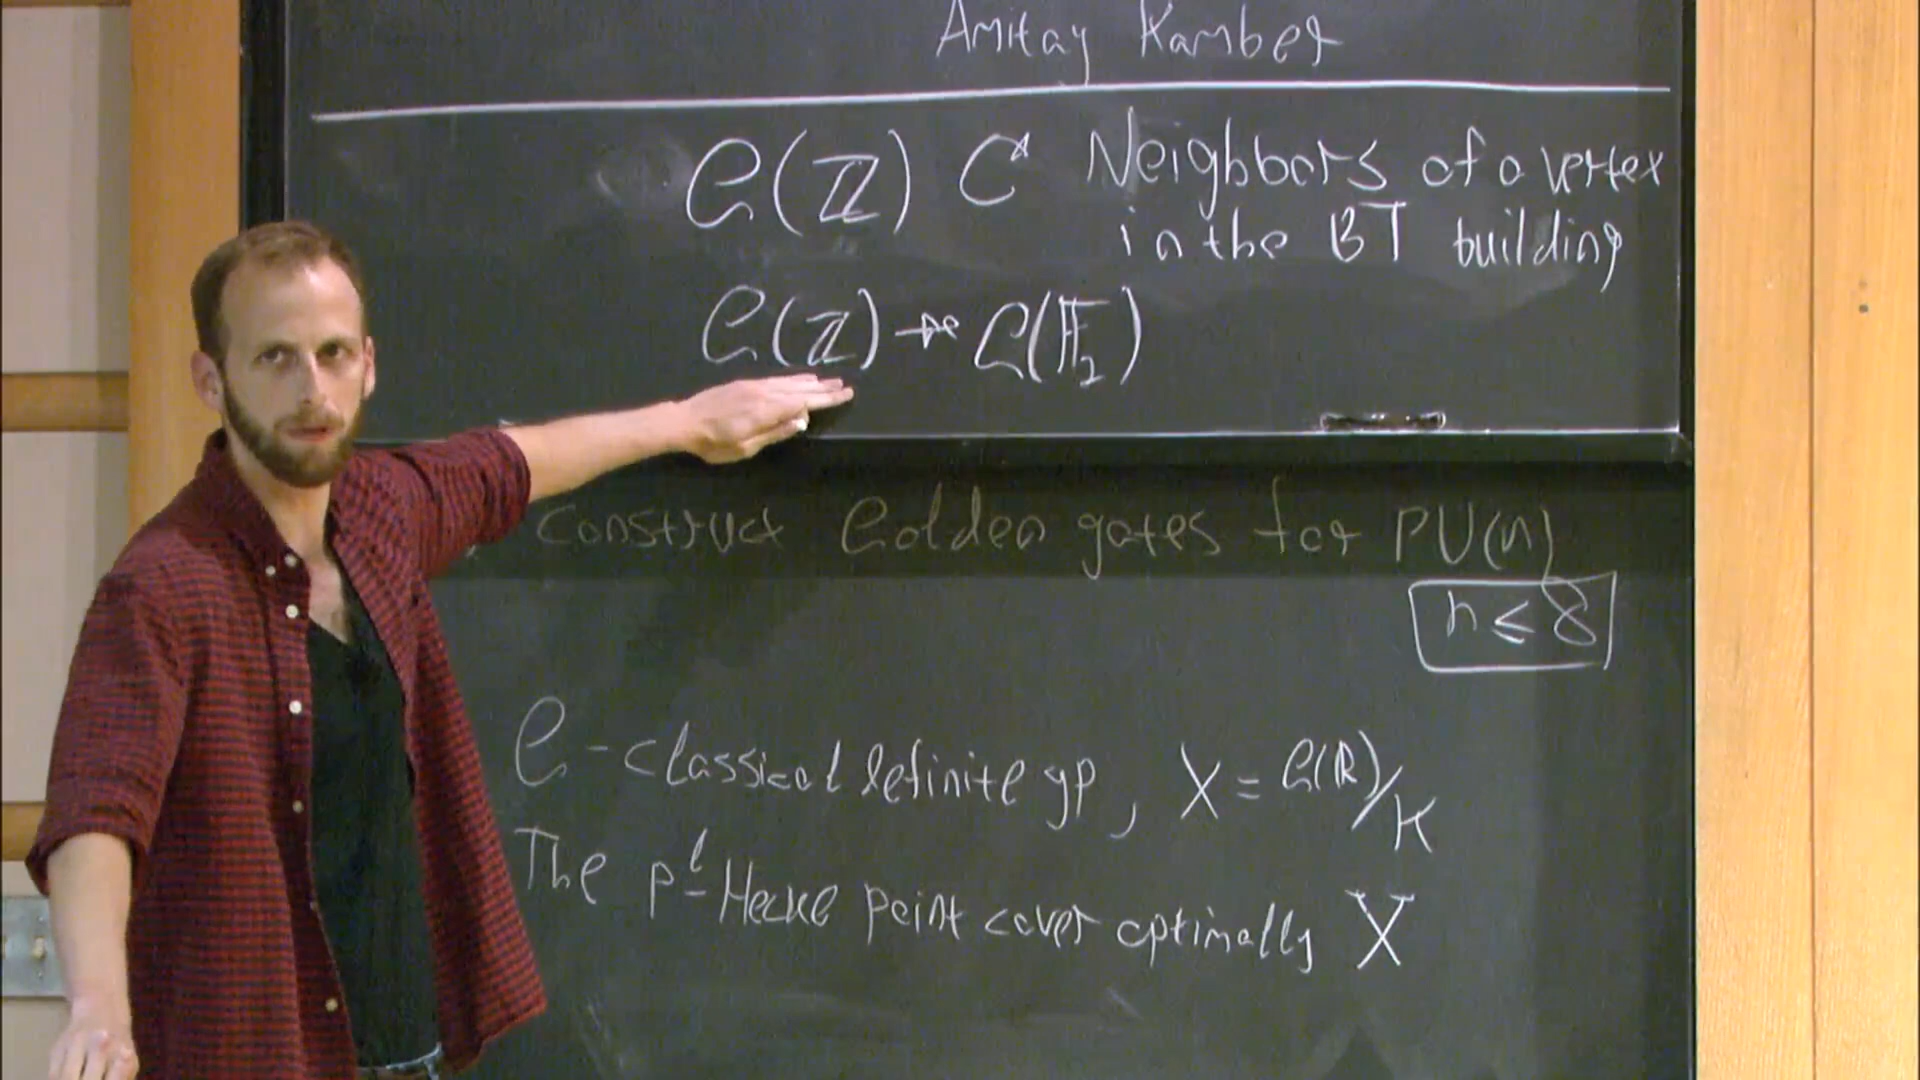 Amitay Kamber
G(ℤ) C Neighbors of a vertex
in the BT building
G(ℤ) → G(𝔽₂)
construct Golden gates for PU(n)
n ≤ 8
G - classical definite gp, X = G(ℝ)/K
The p^l-Hecke point cover optimally X